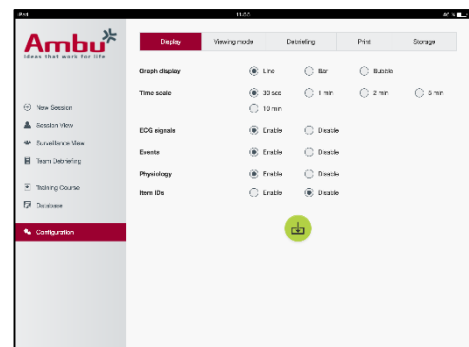 iPad 11:53
Ambu
Ideas that work for life
Display Viewing mode Debriefing Print Storage
Graph display Line Bar Bubble
Time scale 30 sec 1 min 2 min 5 min
10 min
ECG signals Enable Disable
Events Enable Disable
Physiology Enable Disable
Item IDs Enable Disable
New Session
Session View
Surveillance View
Team Debriefing
Training Course
Database
Configuration